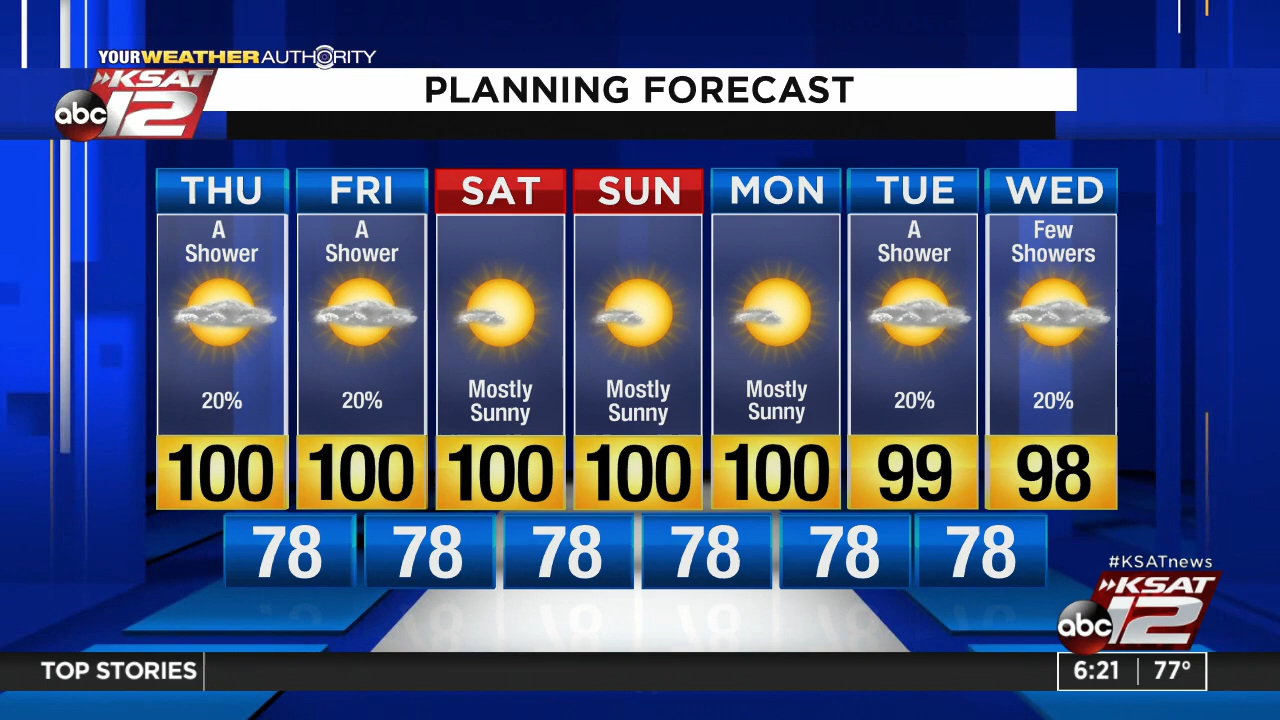 YOURWEATHERAUTHORITY
KSAT
abc 12
PLANNING FORECAST
THU FRI SAT SUN MON TUE WED
A Shower
A Shower
A Shower
Few Showers
20%
20%
Mostly Sunny
Mostly Sunny
Mostly Sunny
20%
20%
100 100 100 100 100 99 98
78 78 78 78 78 78
#KSATnews
KSAT
abc 12
TOP STORIES
6:21 77°